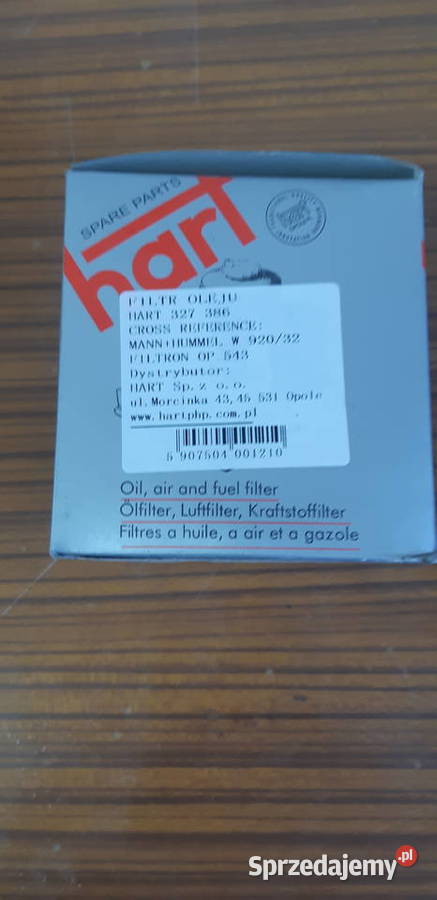 SPARE PARTS
hart
FILTR OLEJU
HART 327 386
CROSS REFERENCE:
MANN+HUMMEL W 920/32
FILTRON OP 543
Dystrybutor:
HART Sp. z o.o.
ul.Morcinka 43,45 531 Opole
www.hartphp.com.pl
5 907504 001210
Oil, air and fuel filter
Ölfilter, Luftfilter, Kraftstoffilter
Filtres a huile, a air et a gazole
Sprzedajemy.pl